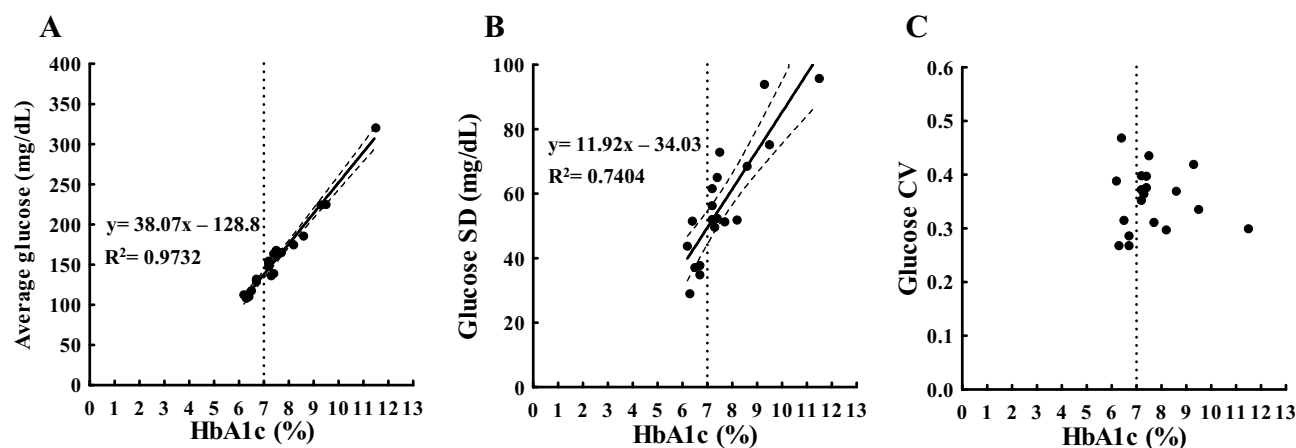 A
Average glucose (mg/dL)
400
350
300
250
200
150
100
50
0
y= 38.07x – 128.8
R²= 0.9732
0 1 2 3 4 5 6 7 8 9 10 11 12 13
HbA1c (%)
B
Glucose SD (mg/dL)
100
80
60
40
20
0
y= 11.92x – 34.03
R²= 0.7404
0 1 2 3 4 5 6 7 8 9 10 11 12 13
HbA1c (%)
C
Glucose CV
0.6
0.5
0.4
0.3
0.2
0.1
0.0
0 1 2 3 4 5 6 7 8 9 10 11 12 13
HbA1c (%)